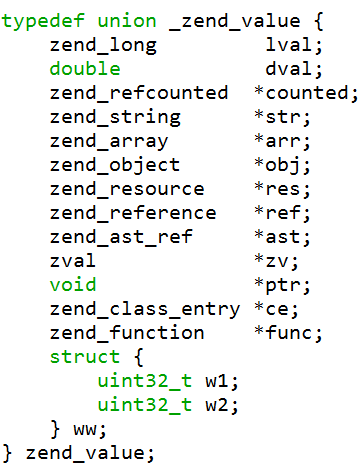 typedef union _zend_value {
    zend_long         lval;
    double            dval;
    zend_refcounted  *counted;
    zend_string      *str;
    zend_array       *arr;
    zend_object      *obj;
    zend_resource    *res;
    zend_reference   *ref;
    zend_ast_ref     *ast;
    zval             *zv;
    void             *ptr;
    zend_class_entry *ce;
    zend_function    *func;
    struct {
        uint32_t w1;
        uint32_t w2;
    } ww;
} zend_value;